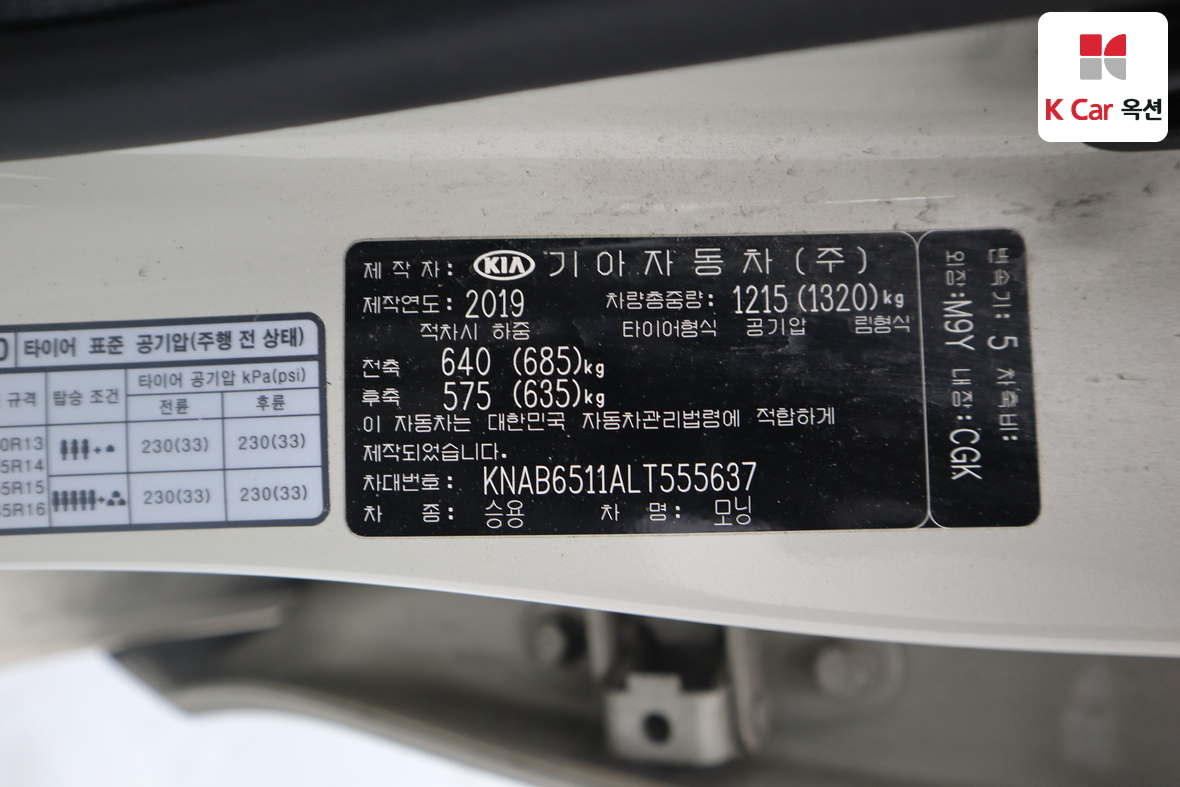 K Car 옥션
제 작 자: KIA 기아자동차(주)
제작연도: 2019 차량총중량: 1215 (1320)kg
적차시 하중 타이어형식 공기압 림형식
전축 640 (685)kg
후축 575 (635)kg
이 자동차는 대한민국 자동차관리법령에 적합하게
제작되었습니다.
차대번호: KNAB6511ALT555637
차 종: 승용 차 명: 모닝
변속기: 5 차축비:
외장:M9Y 내장:CGK
타이어 표준 공기압(주행 전 상태)
규격 탑승 조건 타이어 공기압 kPa(psi)
전륜 후륜
0R13 230(33) 230(33)
5R14
5R15 230(33) 230(33)
5R16